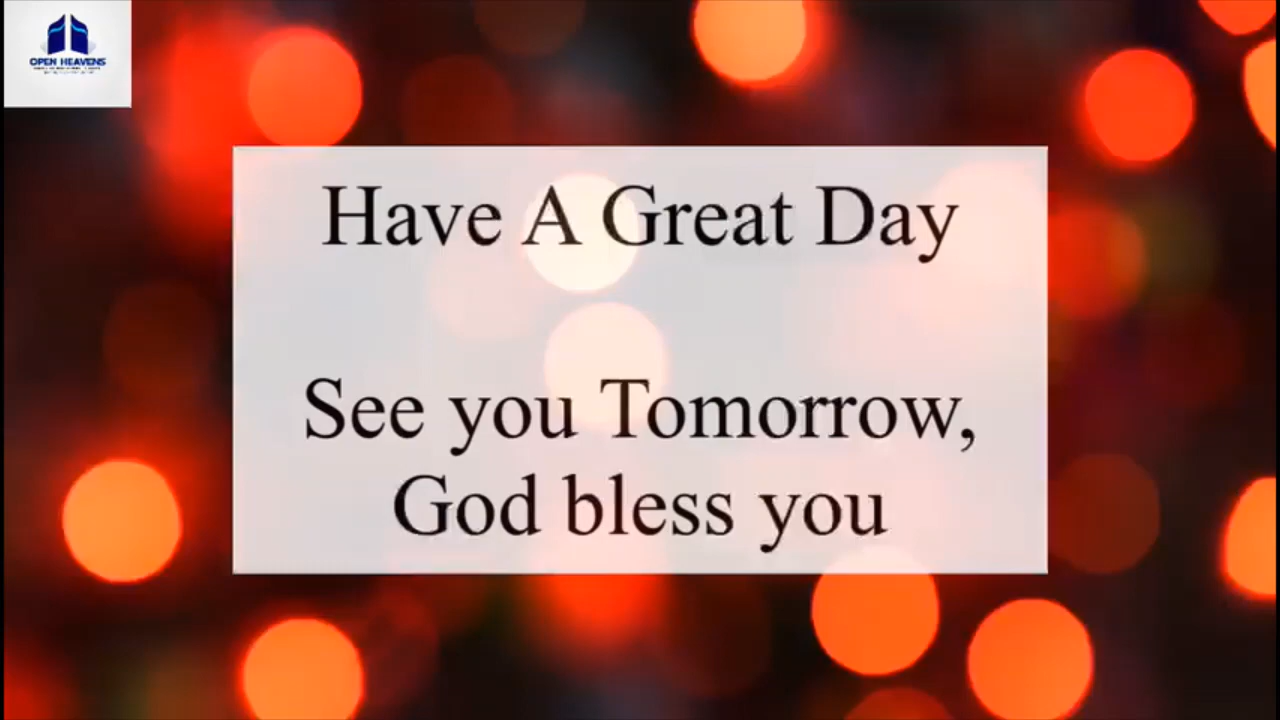 OPEN HEAVENS
Have A Great Day
See you Tomorrow,
God bless you